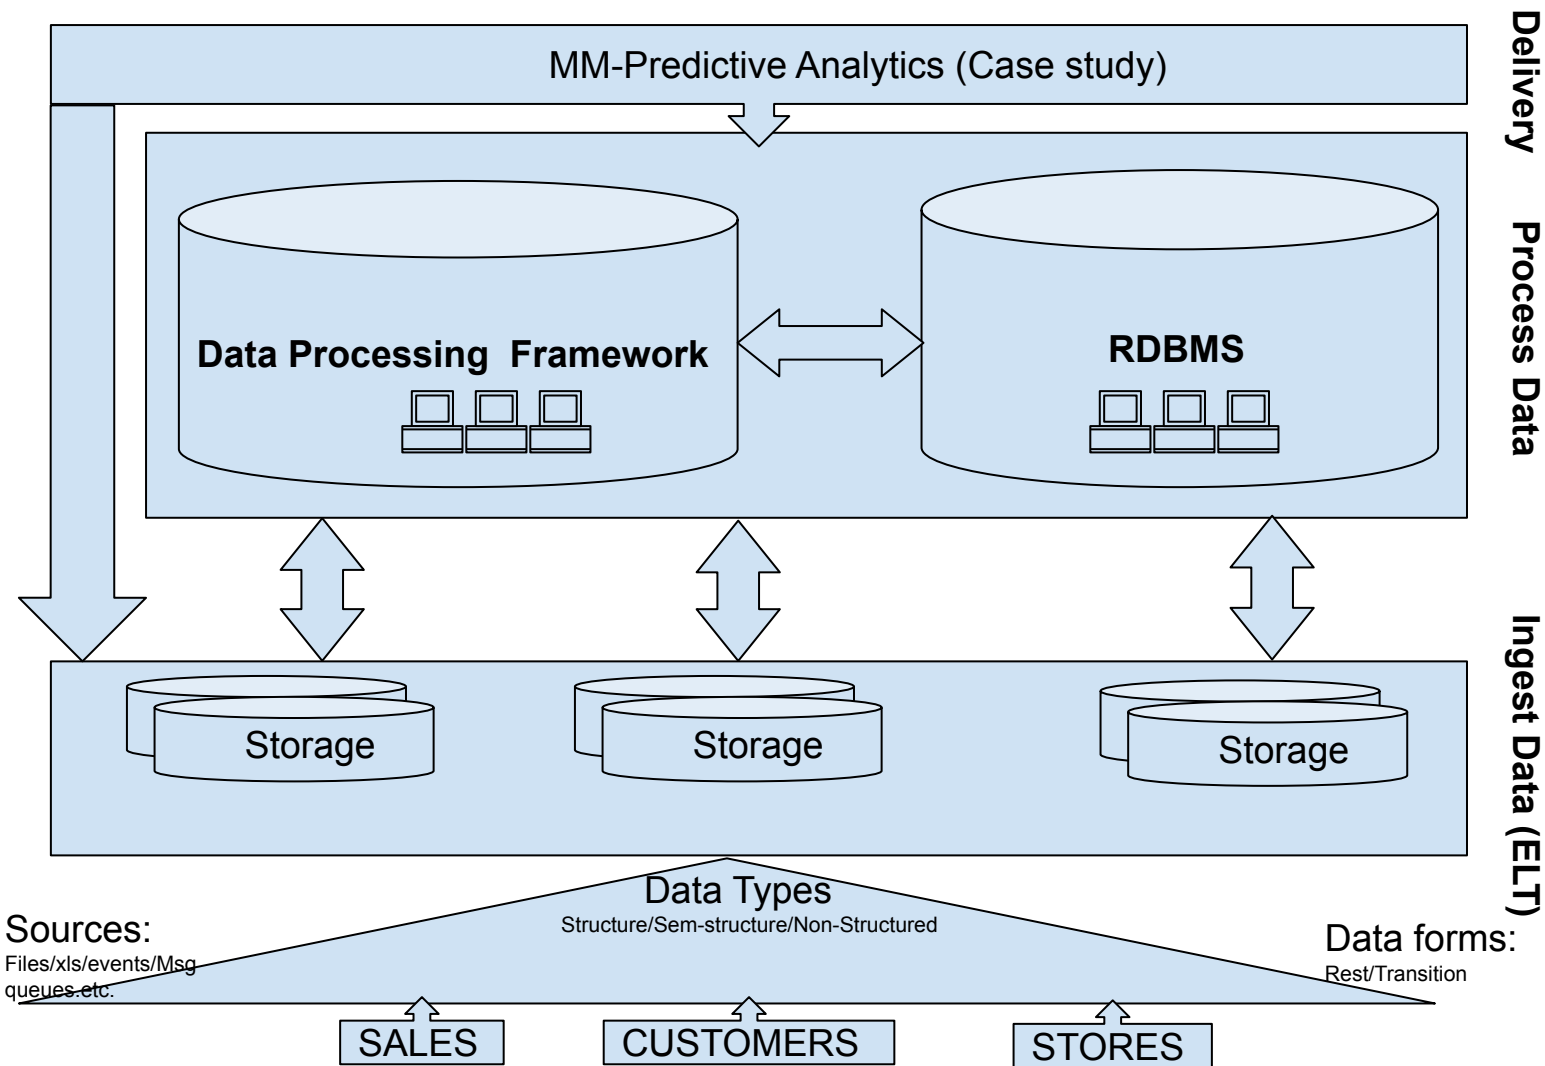 MM-Predictive Analytics (Case study)
Delivery
Process Data
Data Processing  Framework
RDBMS
Ingest Data (ELT)
Storage
Storage
Storage
Data Types
Structure/Sem-structure/Non-Structured
Sources:
Files/xls/events/Msg
queues.etc.
Data forms:
Rest/Transition
SALES
CUSTOMERS
STORES